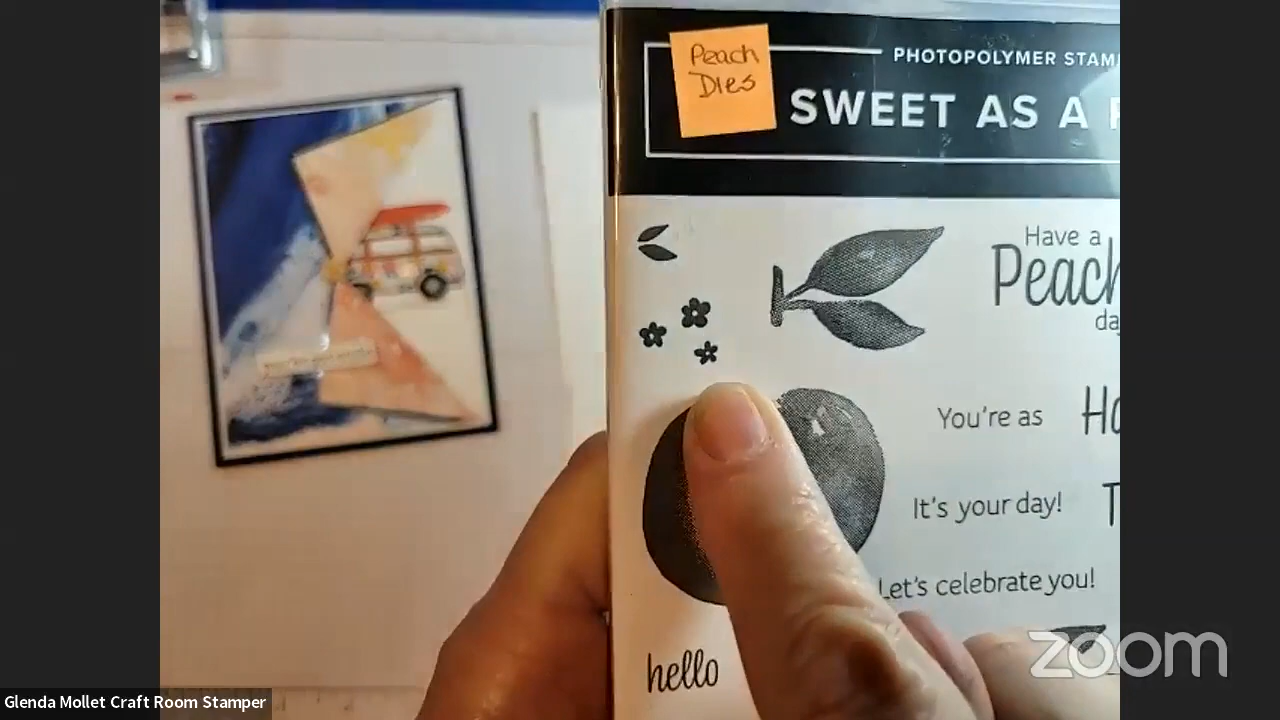 Peach
Dies
PHOTOPOLYMER
SWEET AS A
Have a
Peach
You're as
It's your day!
Let's celebrate you!
hello
zoom
Glenda Mollet Craft Room Stamper